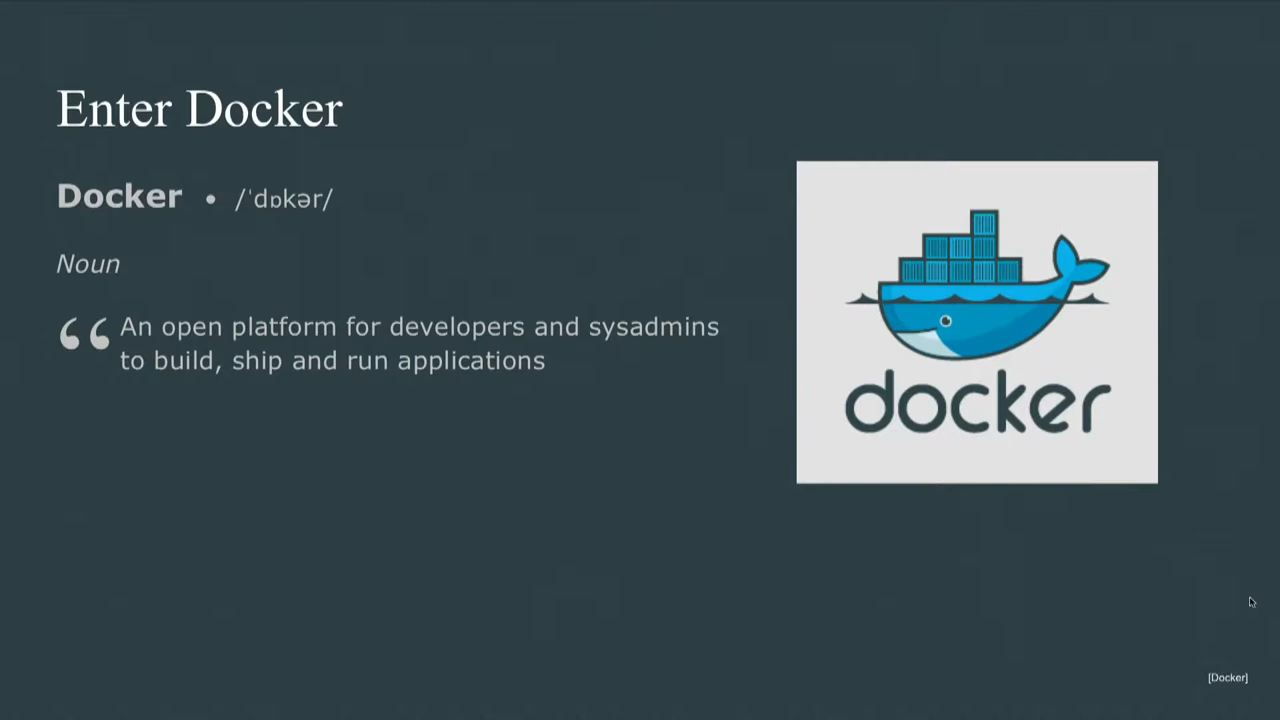 Enter Docker
Docker • /ˈdɒkər/
Noun
“ An open platform for developers and sysadmins
to build, ship and run applications
docker
[Docker]